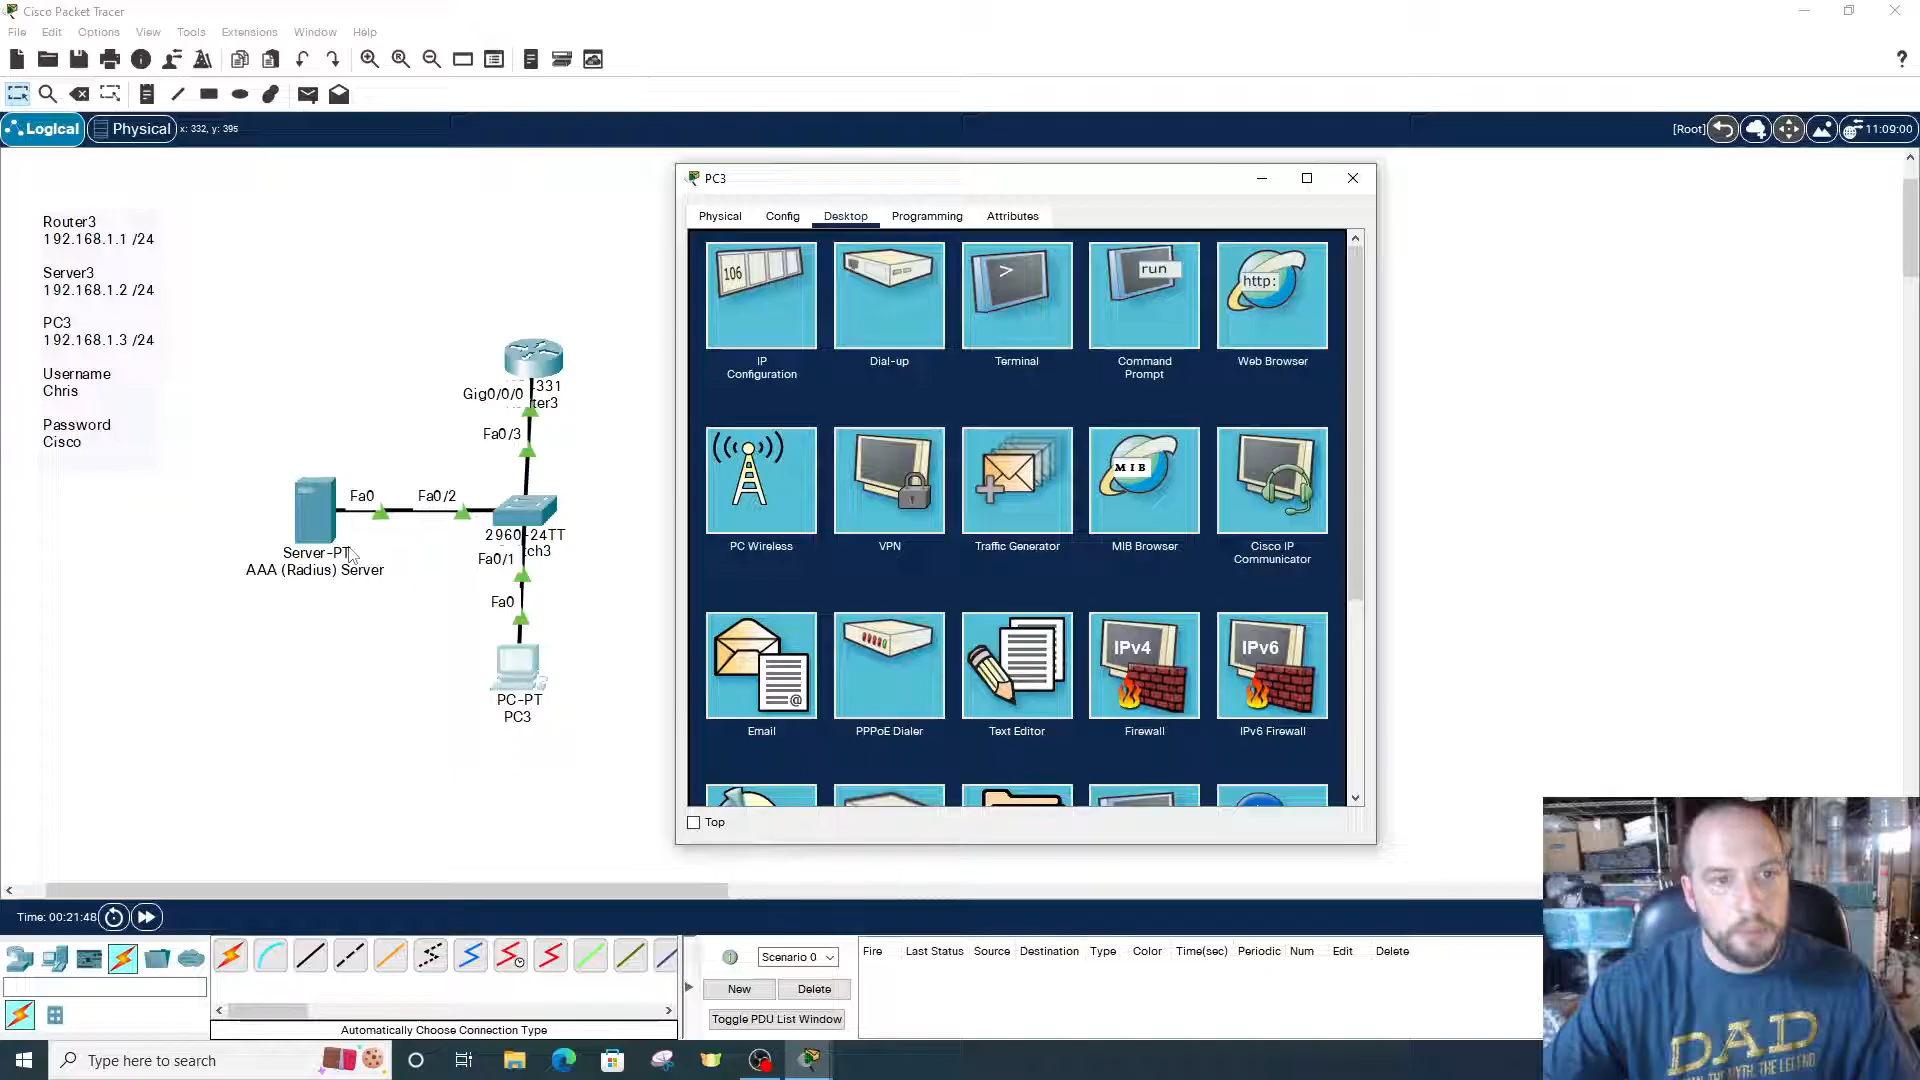 Cisco Packet Tracer
File Edit Options View Tools Extensions Window Help
?
Logical Physical x: 332, y: 395
[Root] 11:09:00
Router3
192.168.1.1 /24
Server3
192.168.1.2 /24
PC3
192.168.1.3 /24
Username
Chris
Password
Cisco
331
Gig0/0/0 ter3
Fa0/3
Fa0 Fa0/2
2960-24TT
Server-PT tch3
Fa0/1
AAA (Radius) Server
Fa0
PC-PT
PC3
PC3
Physical Config Desktop Programming Attributes
106 > run http:
IP Configuration
Dial-up
Terminal
Command Prompt
Web Browser
MIB
PC Wireless
VPN
Traffic Generator
MIB Browser
Cisco IP Communicator
@ IPv4 IPv6
Email
PPPoE Dialer
Text Editor
Firewall
IPv6 Firewall
Top
Time: 00:21:48
Scenario 0
New Delete
Toggle PDU List Window
Fire Last Status Source Destination Type Color Time(sec) Periodic Num Edit Delete
Automatically Choose Connection Type
Type here to search
DAD